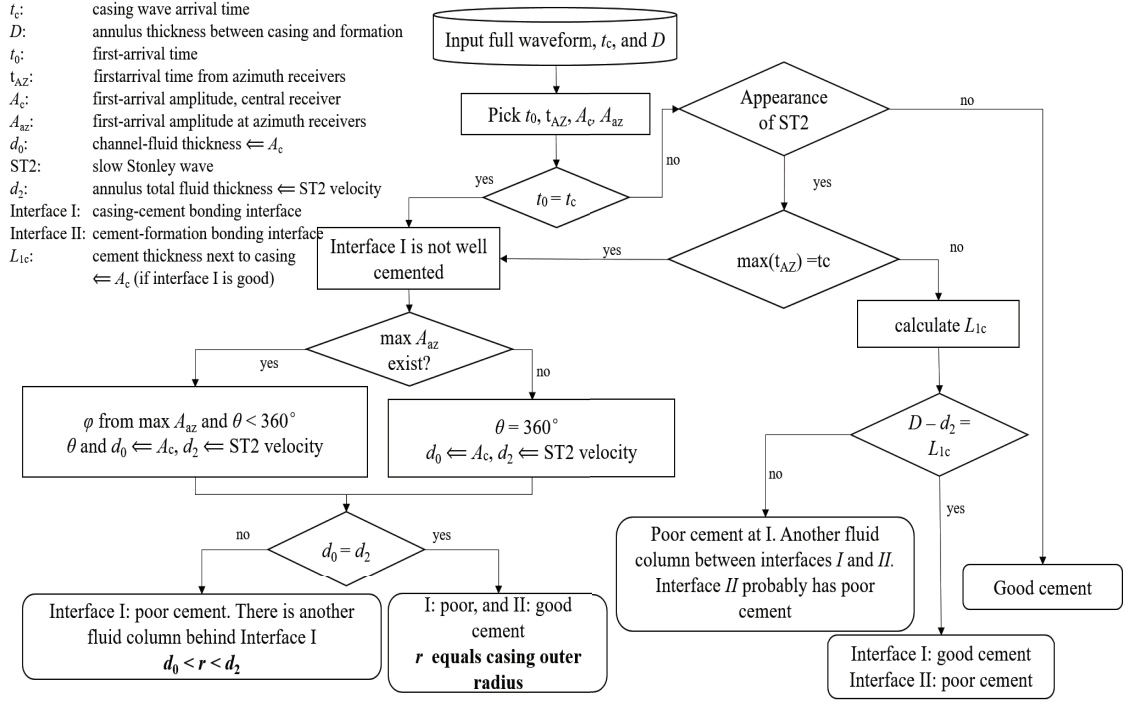 tc: casing wave arrival time
D: annulus thickness between casing and formation
t0: first-arrival time
tAZ: firstarrival time from azimuth receivers
Ac: first-arrival amplitude, central receiver
Aaz: first-arrival amplitude at azimuth receivers
d0: channel-fluid thickness ⇐ Ac
ST2: slow Stonley wave
d2: annulus total fluid thickness ⇐ ST2 velocity
Interface I: casing-cement bonding interface
Interface II: cement-formation bonding interface
L1c: cement thickness next to casing
⇐ Ac (if interface I is good)
Input full waveform, tc, and D
Pick t0, tAZ, Ac, Aaz
t0 = tc
yes
no
Appearance
of ST2
no
yes
max(tAZ) =tc
yes
no
Interface I is not well
cemented
calculate L1c
max Aaz
exist?
yes
no
φ from max Aaz and θ < 360°
θ and d0 ⇐ Ac, d2 ⇐ ST2 velocity
θ = 360°
d0 ⇐ Ac, d2 ⇐ ST2 velocity
D – d2 =
L1c
no
yes
d0 = d2
no
yes
Interface I: poor cement. There is another
fluid column behind Interface I
d0 < r < d2
I: poor, and II: good
cement
r equals casing outer
radius
Poor cement at I. Another fluid
column between interfaces I and II.
Interface II probably has poor
cement
Good cement
Interface I: good cement
Interface II: poor cement